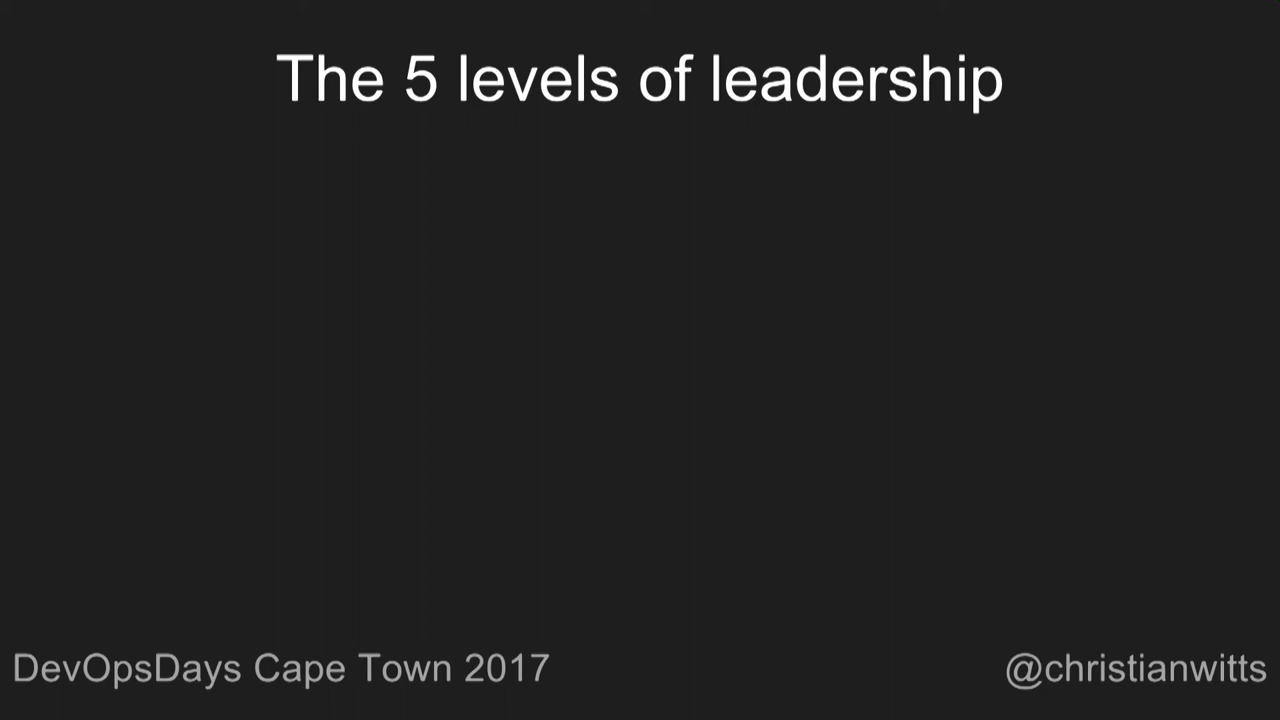 The 5 levels of leadership
DevOpsDays Cape Town 2017
@christianwitts